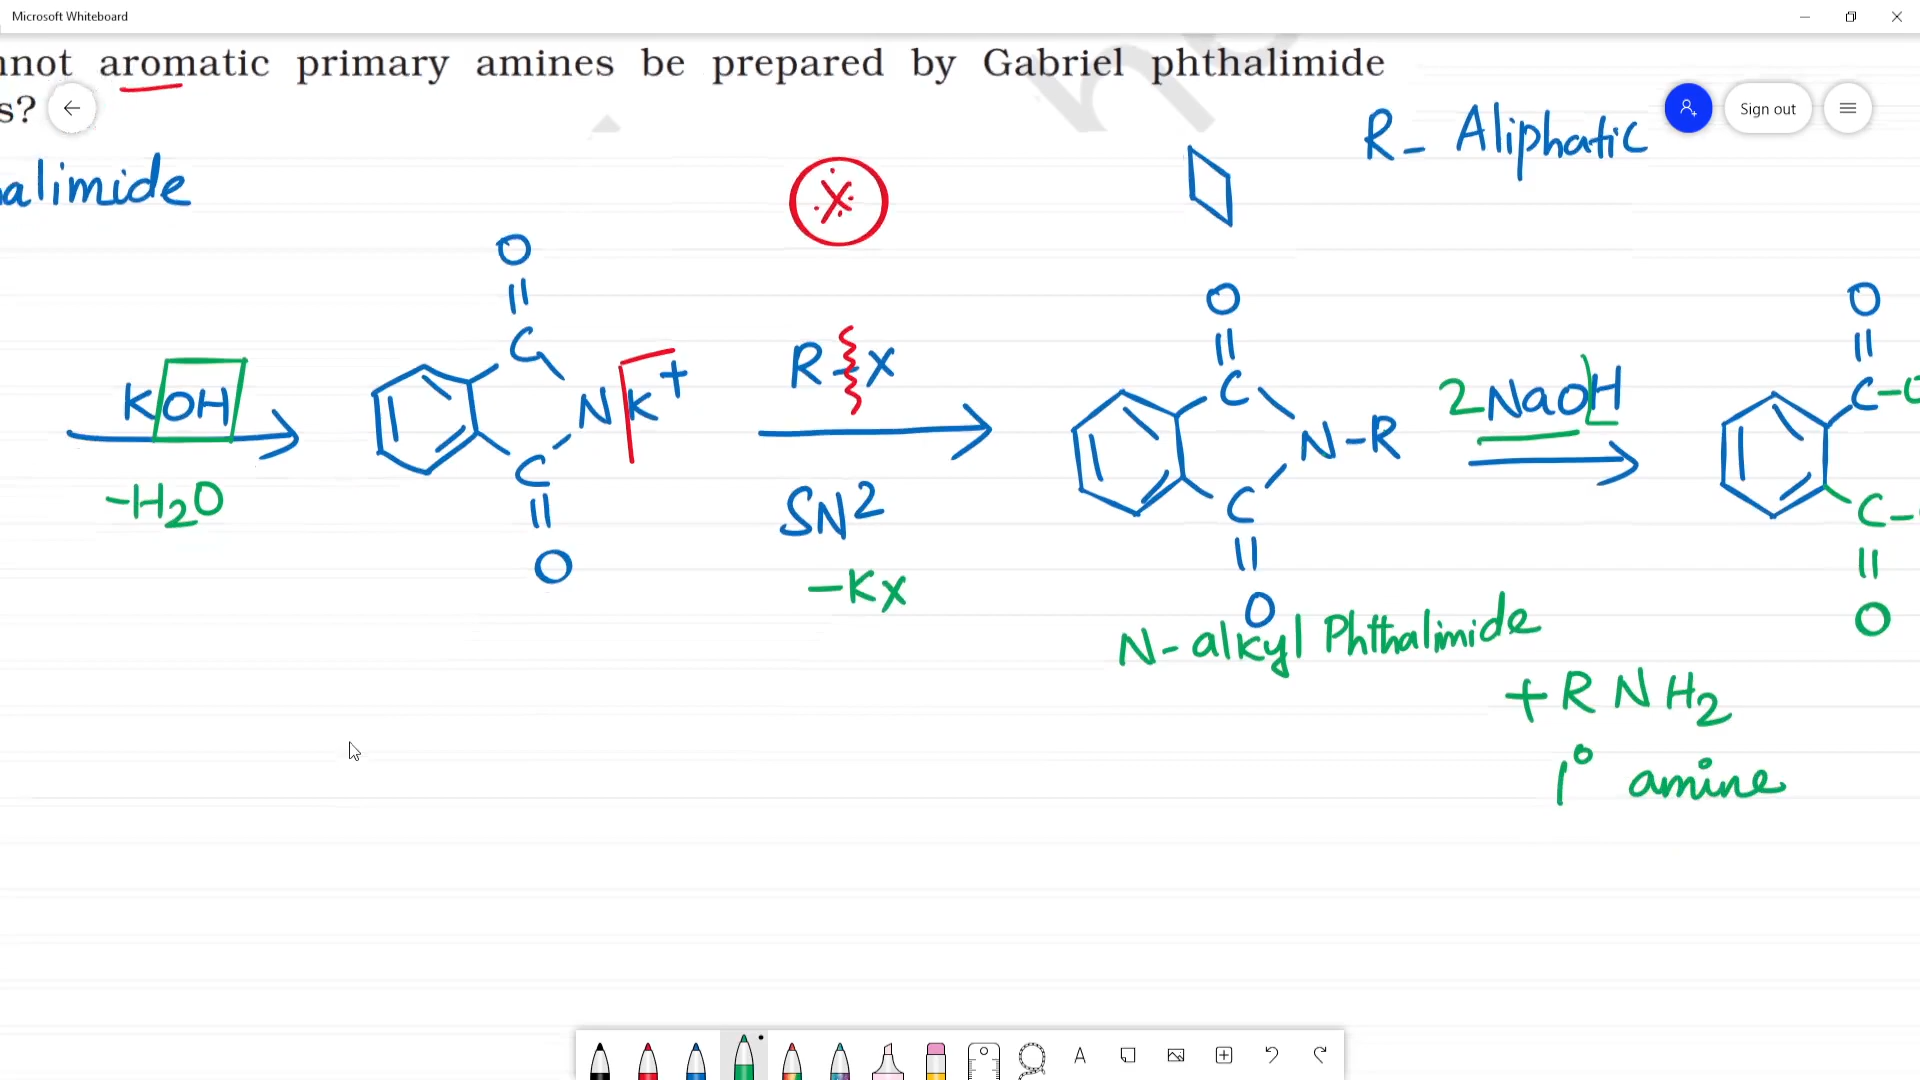 Microsoft Whiteboard
nnot aromatic primary amines be prepared by Gabriel phthalimide
s?
Sign out
R - Aliphatic
alimide
X
O
||
C
KOH
N K+
C
||
O
-H2O
R-X
SN2
-KX
O
||
C
N-R
C
||
O
N-alkyl Phthalimide
2NaOH
O
||
C-
C-
||
O
+ R NH2
1° amine
A